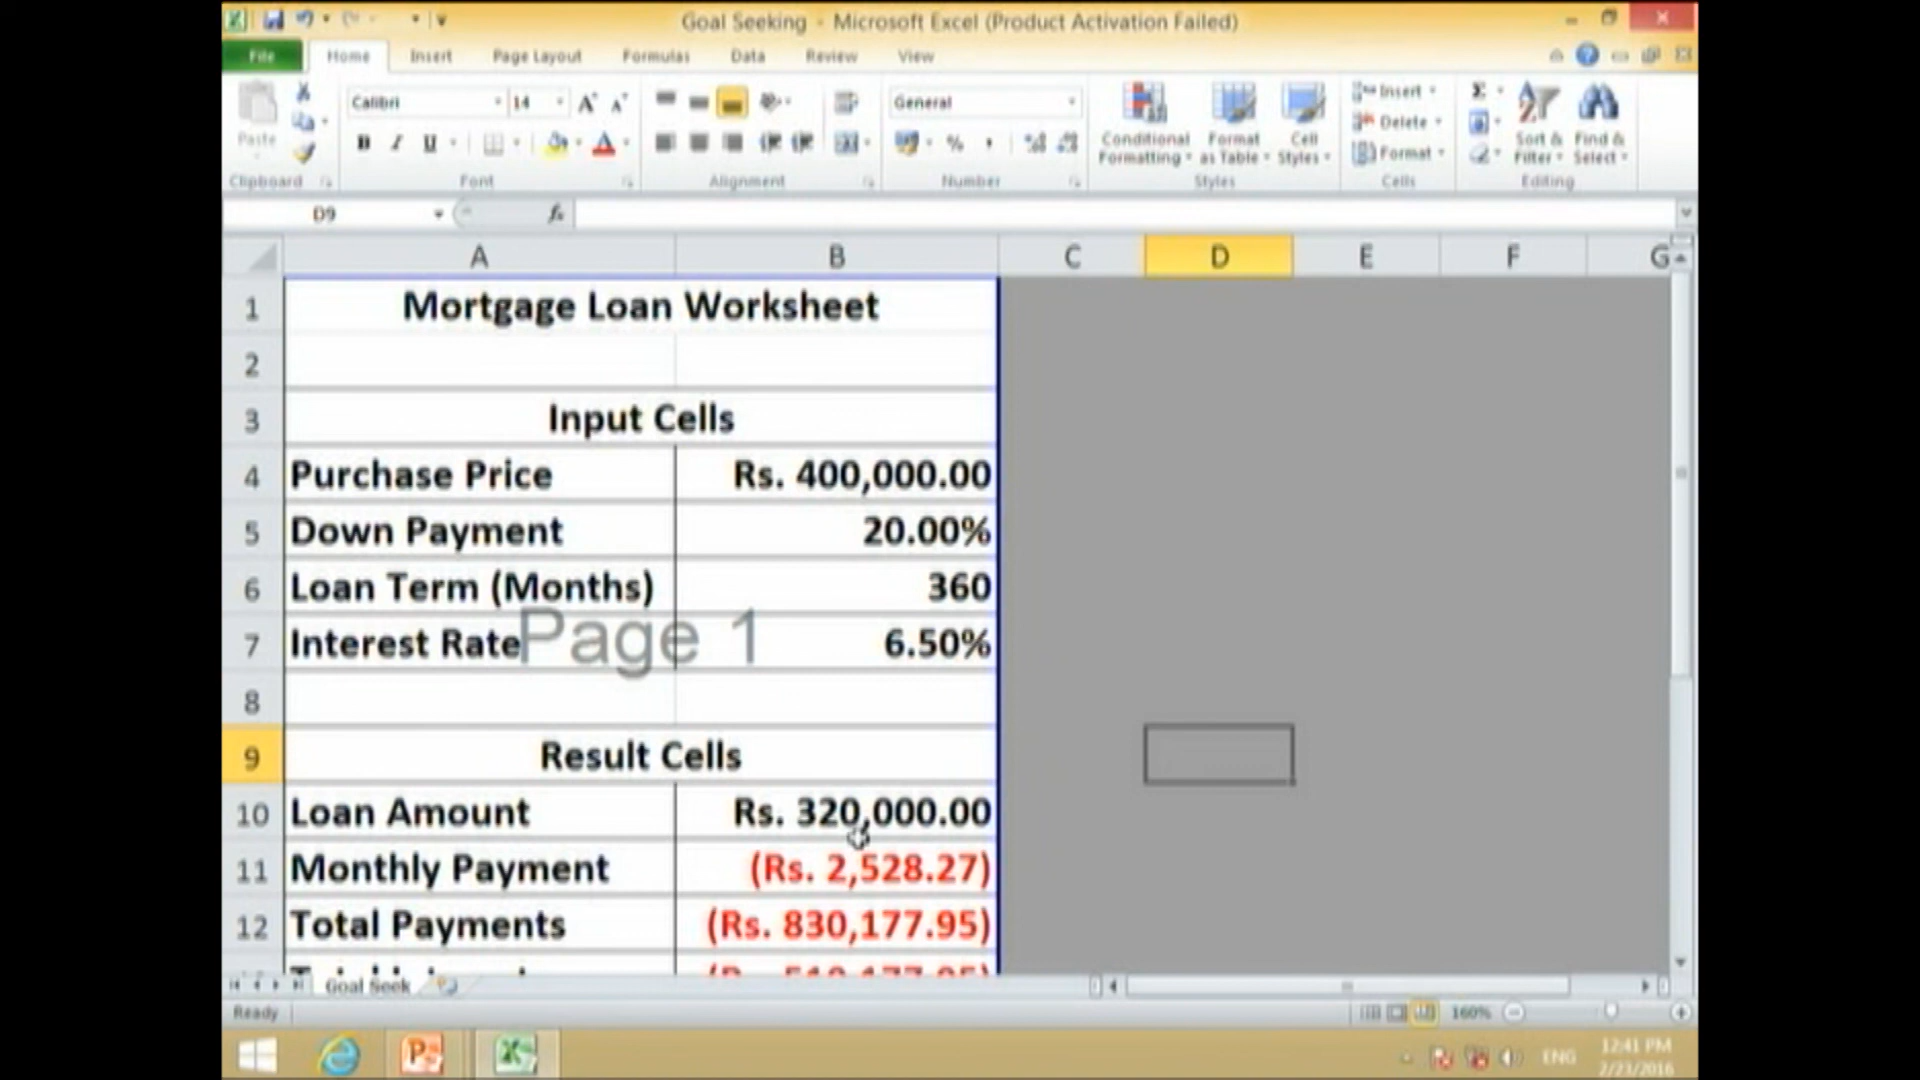 Goal Seeking - Microsoft Excel (Product Activation Failed)
File Home Insert Page Layout Formulas Data Review View
Paste Calibri 14 A A General Conditional Formatting Format as Table Cell Styles Insert Delete Format Σ Sort & Filter Find & Select
B I U A % ,
Clipboard Font Alignment Number Styles Cells Editing
D9 fx
A B C D E F G
1 Mortgage Loan Worksheet
2
3 Input Cells
4 Purchase Price Rs. 400,000.00
5 Down Payment 20.00%
6 Loan Term (Months) 360
7 Interest Rate 6.50%
Page 1
8
9 Result Cells
10 Loan Amount Rs. 320,000.00
11 Monthly Payment (Rs. 2,528.27)
12 Total Payments (Rs. 830,177.95)
Goal Seek
Ready 160%
ENG 12:41 PM
2/23/2016